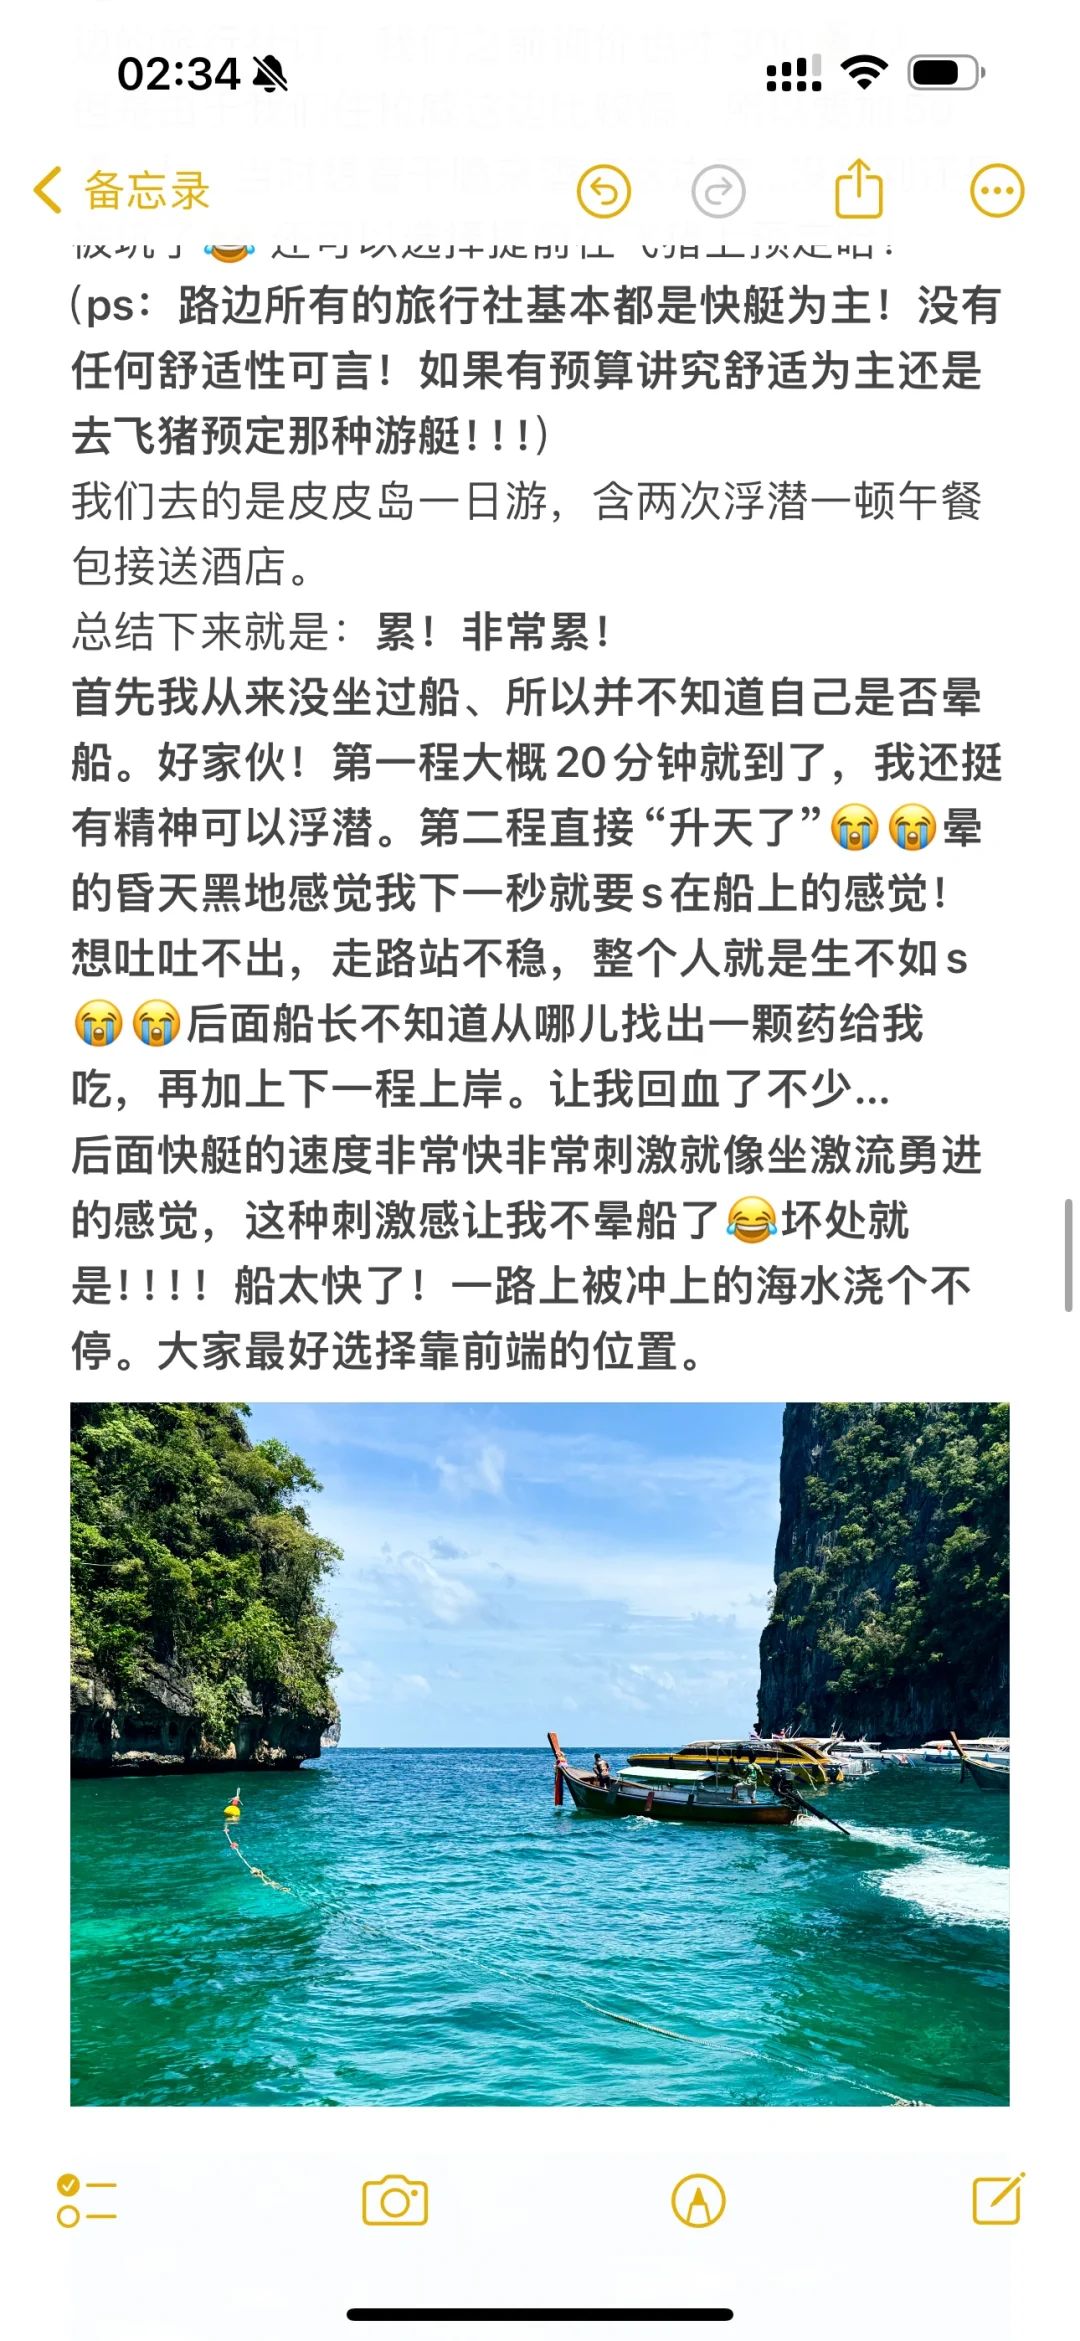 02:34
备忘录
(ps：路边所有的旅行社基本都是快艇为主！没有
任何舒适性可言！如果有预算讲究舒适为主还是
去飞猪预定那种游艇！！！)
我们去的是皮皮岛一日游，含两次浮潜一顿午餐
包接送酒店。
总结下来就是：累！非常累！
首先我从来没坐过船、所以并不知道自己是否晕
船。好家伙！第一程大概20分钟就到了，我还挺
有精神可以浮潜。第二程直接“升天了”😭😭晕
的昏天黑地感觉我下一秒就要s在船上的感觉！
想吐吐不出，走路站不稳，整个人就是生不如s
😭😭后面船长不知道从哪儿找出一颗药给我
吃，再加上下一程上岸。让我回血了不少...
后面快艇的速度非常快非常刺激就像坐激流勇进
的感觉，这种刺激感让我不晕船了😂坏处就
是！！！！船太快了！一路上被冲上的海水浇个不
停。大家最好选择靠前端的位置。